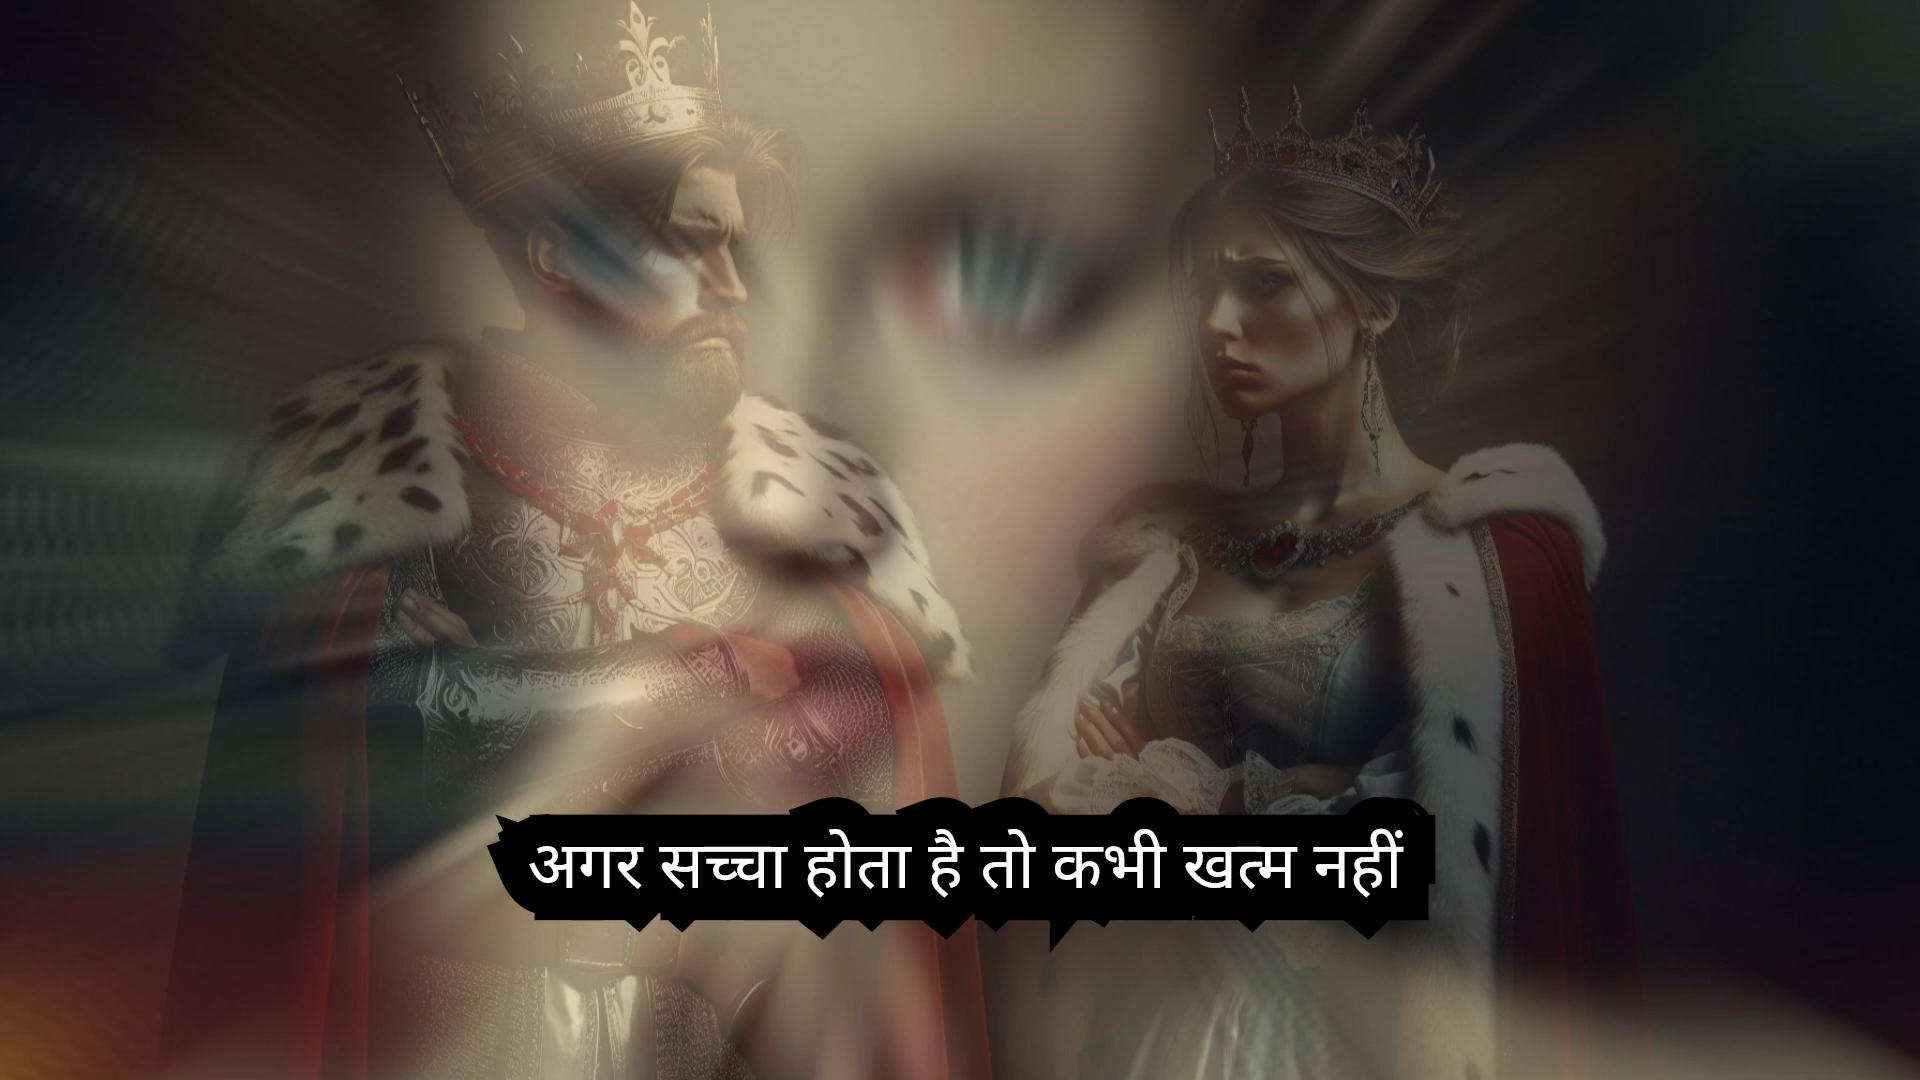 अगर सच्चा होता है तो कभी खत्म नहीं